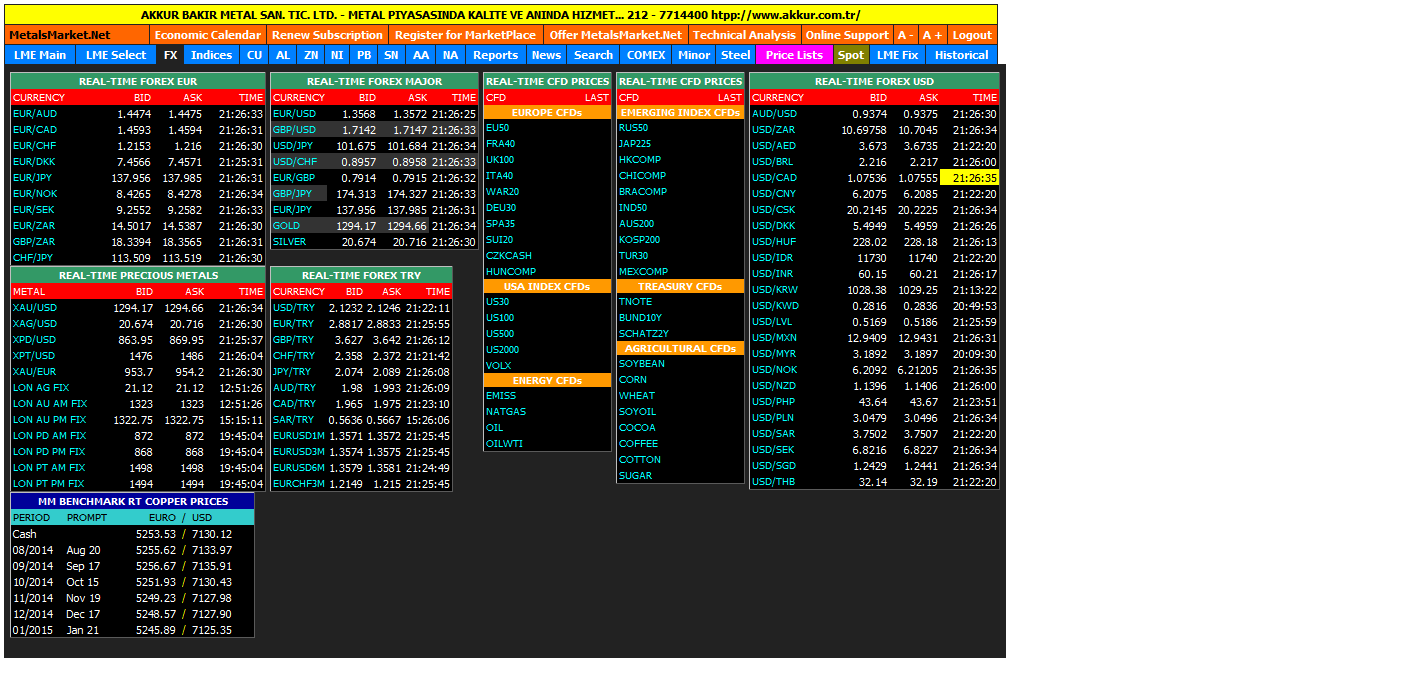 AKKUR BAKIR METAL SAN. TIC. LTD. - METAL PIYASASINDA KALITE VE ANINDA HIZMET... 212 - 7714400 htpp://www.akkur.com.tr/
MetalsMarket.Net Economic Calendar Renew Subscription Register for MarketPlace Offer MetalsMarket.Net Technical Analysis Online Support A - A + Logout
LME Main LME Select FX Indices CU AL ZN NI PB SN AA NA Reports News Search COMEX Minor Steel Price Lists Spot LME Fix Historical
REAL-TIME FOREX EUR
CURRENCY BID ASK TIME
EUR/AUD 1.4474 1.4475 21:26:33
EUR/CAD 1.4593 1.4594 21:26:31
EUR/CHF 1.2153 1.216 21:26:30
EUR/DKK 7.4566 7.4571 21:25:31
EUR/JPY 137.956 137.985 21:26:31
EUR/NOK 8.4265 8.4278 21:26:34
EUR/SEK 9.2552 9.2582 21:26:33
EUR/ZAR 14.5017 14.5387 21:26:30
GBP/ZAR 18.3394 18.3565 21:26:31
CHF/JPY 113.509 113.519 21:26:30
REAL-TIME PRECIOUS METALS
METAL BID ASK TIME
XAU/USD 1294.17 1294.66 21:26:34
XAG/USD 20.674 20.716 21:26:30
XPD/USD 863.95 869.95 21:25:37
XPT/USD 1476 1486 21:26:04
XAU/EUR 953.7 954.2 21:26:30
LON AG FIX 21.12 21.12 12:51:26
LON AU AM FIX 1323 1323 12:51:26
LON AU PM FIX 1322.75 1322.75 15:15:11
LON PD AM FIX 872 872 19:45:04
LON PD PM FIX 868 868 19:45:04
LON PT AM FIX 1498 1498 19:45:04
LON PT PM FIX 1494 1494 19:45:04
MM BENCHMARK RT COPPER PRICES
PERIOD PROMPT EURO / USD
Cash 5253.53 / 7130.12
08/2014 Aug 20 5255.62 / 7133.97
09/2014 Sep 17 5256.67 / 7135.91
10/2014 Oct 15 5251.93 / 7130.43
11/2014 Nov 19 5249.23 / 7127.98
12/2014 Dec 17 5248.57 / 7127.90
01/2015 Jan 21 5245.89 / 7125.35
REAL-TIME FOREX MAJOR
CURRENCY BID ASK TIME
EUR/USD 1.3568 1.3572 21:26:25
GBP/USD 1.7142 1.7147 21:26:33
USD/JPY 101.675 101.684 21:26:34
USD/CHF 0.8957 0.8958 21:26:33
EUR/GBP 0.7914 0.7915 21:26:32
GBP/JPY 174.313 174.327 21:26:33
EUR/JPY 137.956 137.985 21:26:31
GOLD 1294.17 1294.66 21:26:34
SILVER 20.674 20.716 21:26:30
REAL-TIME FOREX TRY
CURRENCY BID ASK TIME
USD/TRY 2.1232 2.1246 21:22:11
EUR/TRY 2.8817 2.8833 21:25:55
GBP/TRY 3.627 3.642 21:26:12
CHF/TRY 2.358 2.372 21:21:42
JPY/TRY 2.074 2.089 21:26:08
AUD/TRY 1.98 1.993 21:26:09
CAD/TRY 1.965 1.975 21:23:10
SAR/TRY 0.5636 0.5667 15:26:06
EURUSD1M 1.3571 1.3572 21:25:45
EURUSD3M 1.3574 1.3575 21:25:45
EURUSD6M 1.3579 1.3581 21:24:49
EURCHF3M 1.2149 1.215 21:25:45
REAL-TIME CFD PRICES
CFD LAST
EUROPE CFDs
EU50
FRA40
UK100
ITA40
WAR20
DEU30
SPA35
SUI20
CZKCASH
HUNCOMP
USA INDEX CFDs
US30
US100
US500
US2000
VOLX
ENERGY CFDs
EMISS
NATGAS
OIL
OILWTI
REAL-TIME CFD PRICES
CFD LAST
EMERGING INDEX CFDs
RUS50
JAP225
HKCOMP
CHICOMP
BRACOMP
IND50
AUS200
KOSP200
TUR30
MEXCOMP
TREASURY CFDs
TNOTE
BUND10Y
SCHATZ2Y
AGRICULTURAL CFDs
SOYBEAN
CORN
WHEAT
SOYOIL
COCOA
COFFEE
COTTON
SUGAR
REAL-TIME FOREX USD
CURRENCY BID ASK TIME
AUD/USD 0.9374 0.9375 21:26:30
USD/ZAR 10.69758 10.7045 21:26:34
USD/AED 3.673 3.6735 21:22:20
USD/BRL 2.216 2.217 21:26:00
USD/CAD 1.07536 1.07555 21:26:35
USD/CNY 6.2075 6.2085 21:22:20
USD/CSK 20.2145 20.2225 21:26:34
USD/DKK 5.4949 5.4959 21:26:26
USD/HUF 228.02 228.18 21:26:13
USD/IDR 11730 11740 21:22:20
USD/INR 60.15 60.21 21:26:17
USD/KRW 1028.38 1029.25 21:13:22
USD/KWD 0.2816 0.2836 20:49:53
USD/LVL 0.5169 0.5186 21:25:59
USD/MXN 12.9409 12.9431 21:26:31
USD/MYR 3.1892 3.1897 20:09:30
USD/NOK 6.2092 6.21205 21:26:35
USD/NZD 1.1396 1.1406 21:26:00
USD/PHP 43.64 43.67 21:23:51
USD/PLN 3.0479 3.0496 21:26:34
USD/SAR 3.7502 3.7507 21:22:20
USD/SEK 6.8216 6.8227 21:26:34
USD/SGD 1.2429 1.2441 21:26:34
USD/THB 32.14 32.19 21:22:20